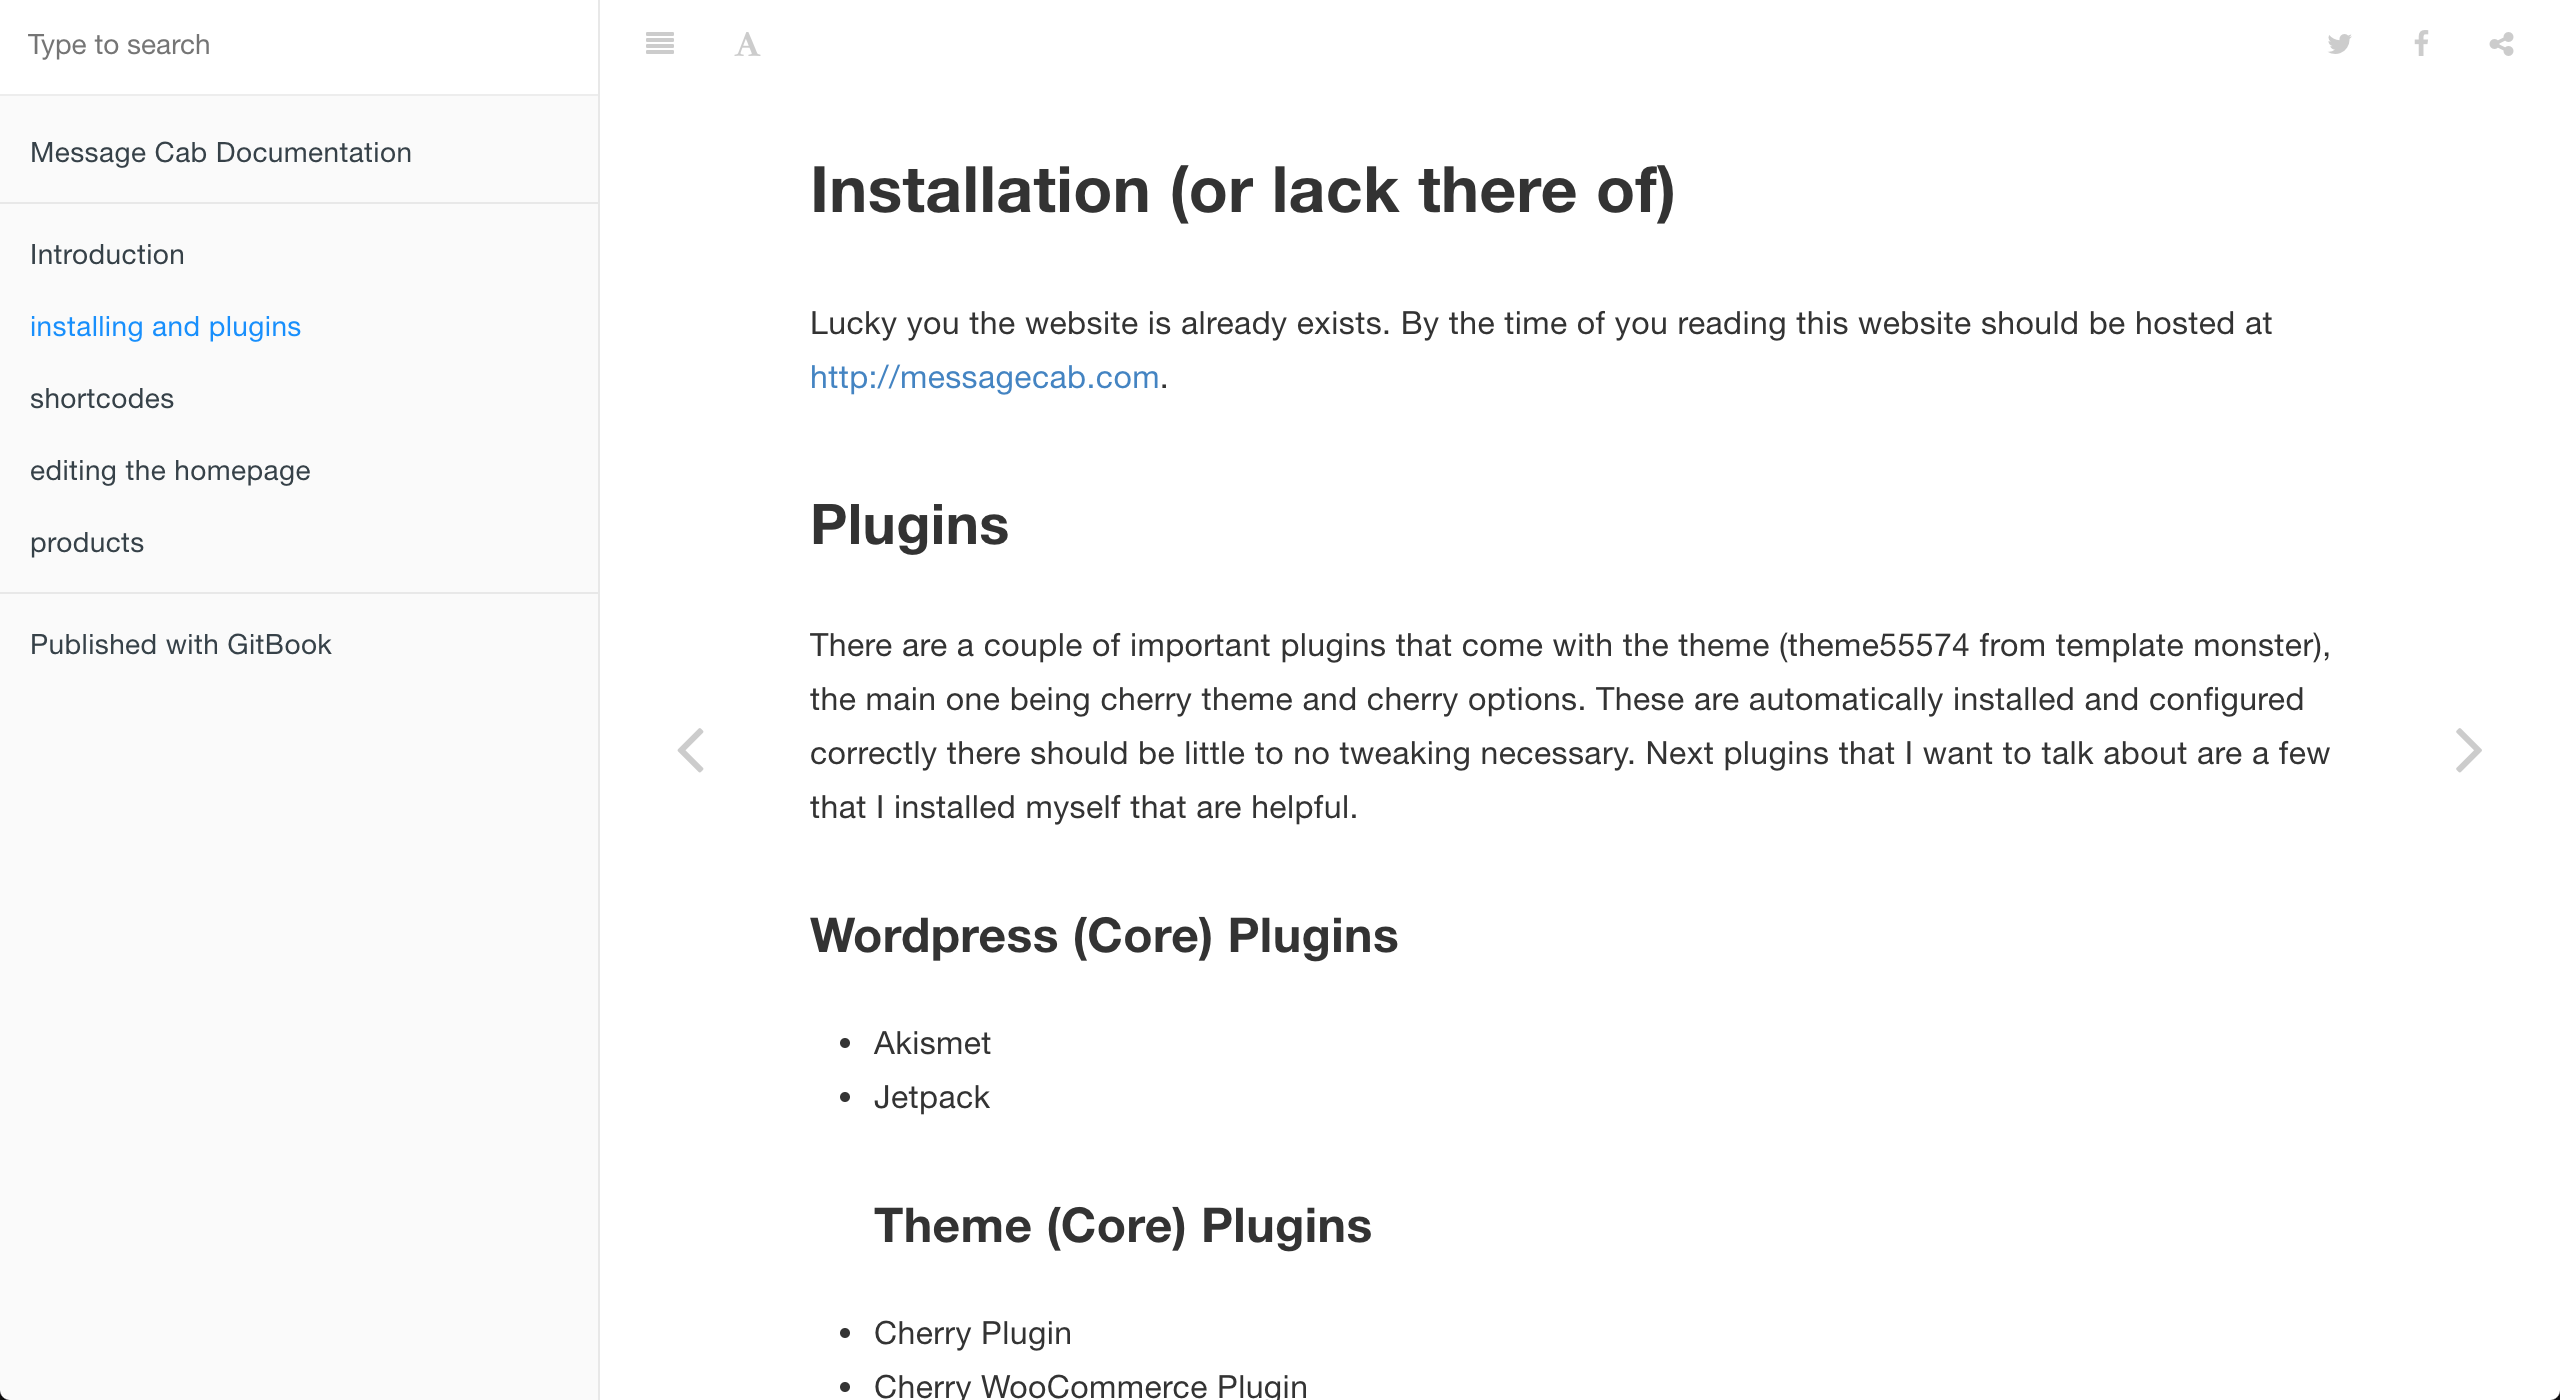 Type to search
A
Message Cab Documentation
Introduction
installing and plugins
shortcodes
editing the homepage
products
Published with GitBook
Installation (or lack there of)
Lucky you the website is already exists. By the time of you reading this website should be hosted at
http://messagecab.com.
Plugins
There are a couple of important plugins that come with the theme (theme55574 from template monster),
the main one being cherry theme and cherry options. These are automatically installed and configured
correctly there should be little to no tweaking necessary. Next plugins that I want to talk about are a few
that I installed myself that are helpful.
Wordpress (Core) Plugins
• Akismet
• Jetpack
Theme (Core) Plugins
• Cherry Plugin
• Cherry WooCommerce Plugin